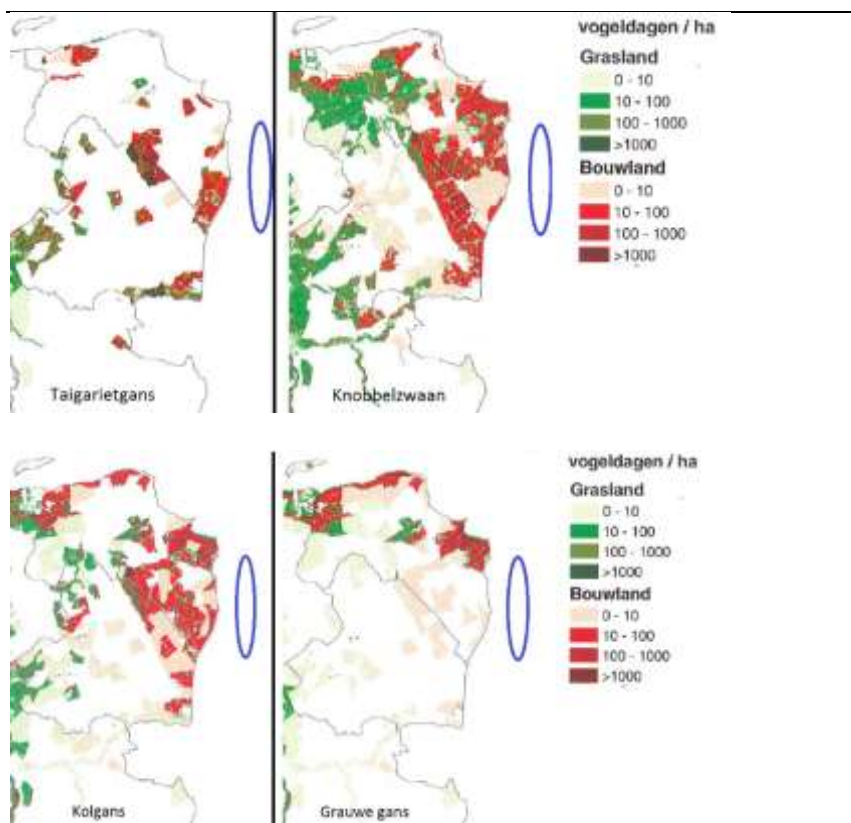 vogeldagen / ha
Grasland
0 - 10
10 - 100
100 - 1000
>1000
Bouwland
0 - 10
10 - 100
100 - 1000
>1000
Taigarietgans
Knobbelzwaan
vogeldagen / ha
Grasland
0 - 10
10 - 100
100 - 1000
>1000
Bouwland
0 - 10
10 - 100
100 - 1000
>1000
Kolgans
Grauwe gans